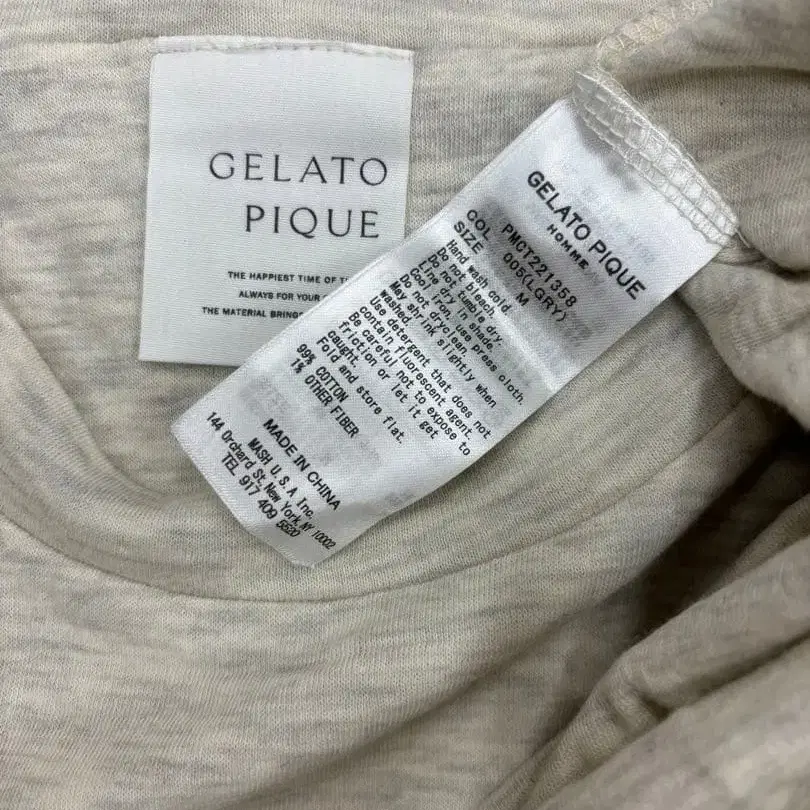 GELATO
PIQUE
THE HAPPIEST TIME OF
ALWAYS FOR YOUR
THE MATERIAL BRINGS
GELATO PIQUE
HOMME
PMCT221358
COL 005(LGRY)
SIZE M
Hand wash cold.
Do not bleach.
Do not tumble dry.
Line dry in shade.
Cool iron, use press cloth.
Do not dryclean.
May shrink slightly when
washed.
Use detergent that does not
contain fluorescent agent.
Be careful not to expose to
friction or let it get
caught.
Fold and store flat.
99% COTTON
1% OTHER FIBER
MADE IN CHINA
MASH U.S.A Inc.
144 Orchard St, New York, NY 10002
TEL 917 409 5520